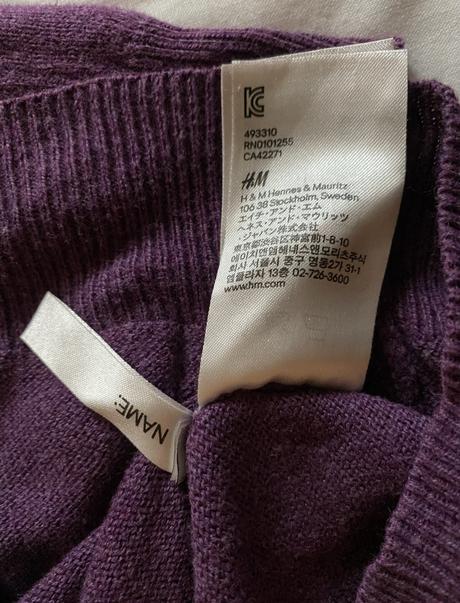 493310
RN0101255
CA42271
H&M
H & M Hennes & Mauritz
106 38 Stockholm, Sweden
エイチ・アンド・エム
ヘネス・アンド・マウリッツ
・ジャパン株式会社
東京都渋谷区神宮前1-8-10
에이치앤엠헤네스앤모리츠주식
회사 서울시 중구 명동2가 31-1
엠플라자 13층 02-726-3600
www.hm.com
NAME: